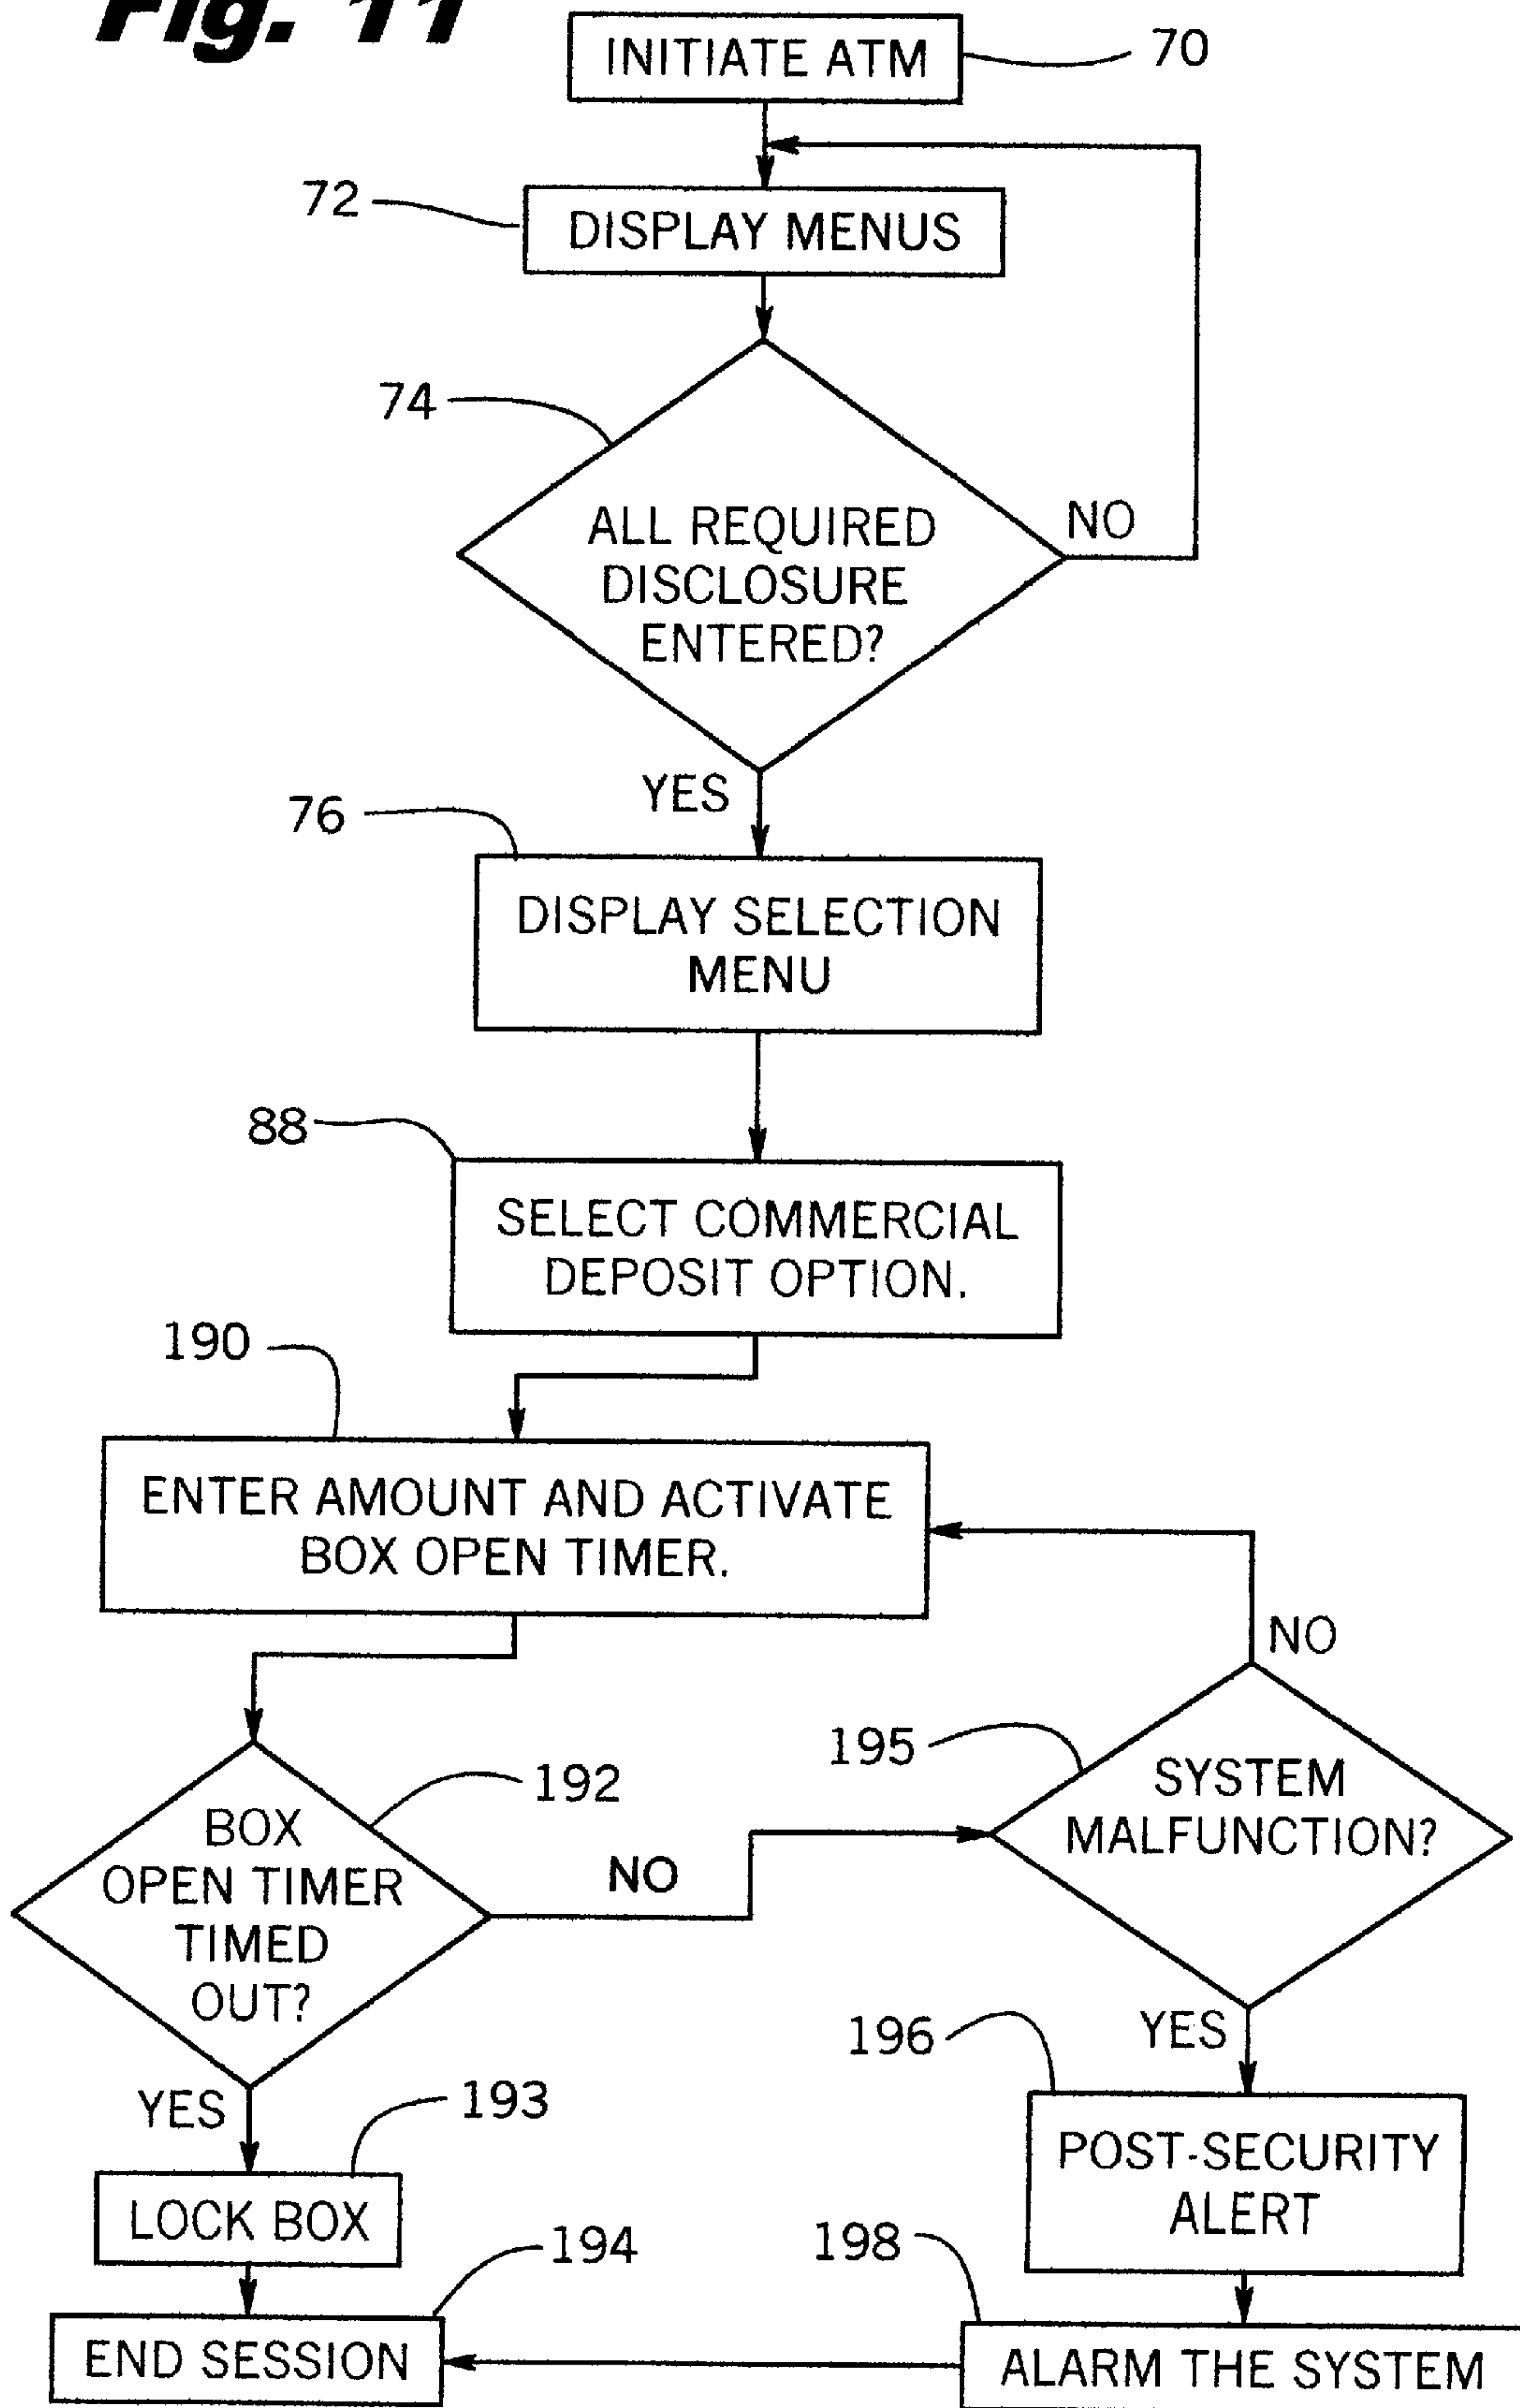 Fig. 11
INITIATE ATM
70
72
DISPLAY MENUS
74
ALL REQUIRED
DISCLOSURE
ENTERED?
NO
YES
76
DISPLAY SELECTION
MENU
88
SELECT COMMERCIAL
DEPOSIT OPTION.
190
ENTER AMOUNT AND ACTIVATE
BOX OPEN TIMER.
NO
195
SYSTEM
MALFUNCTION?
192
BOX
OPEN TIMER
TIMED
OUT?
NO
YES
193
LOCK BOX
194
END SESSION
YES
196
POST-SECURITY
ALERT
198
ALARM THE SYSTEM